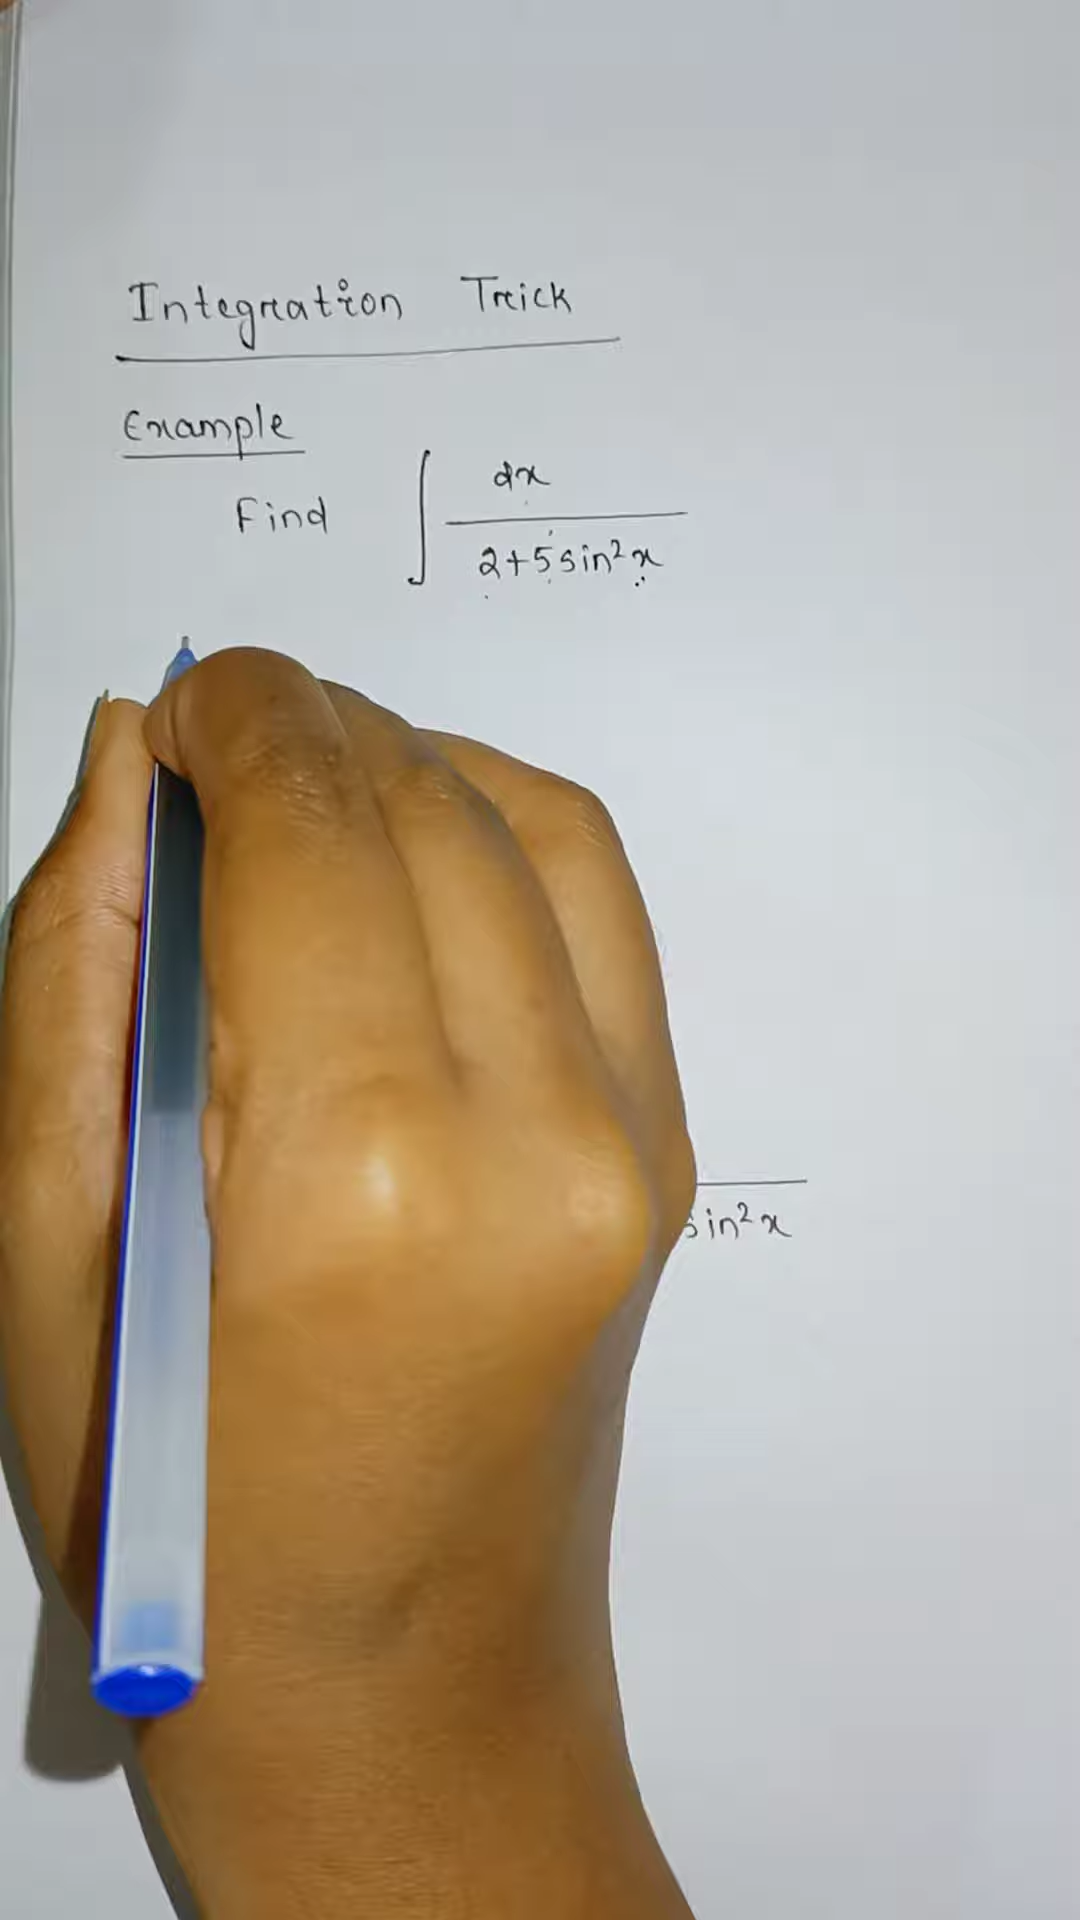 Integration Trick
Example
dx
Find ∫ ―――
2+5sin²x
sin²x